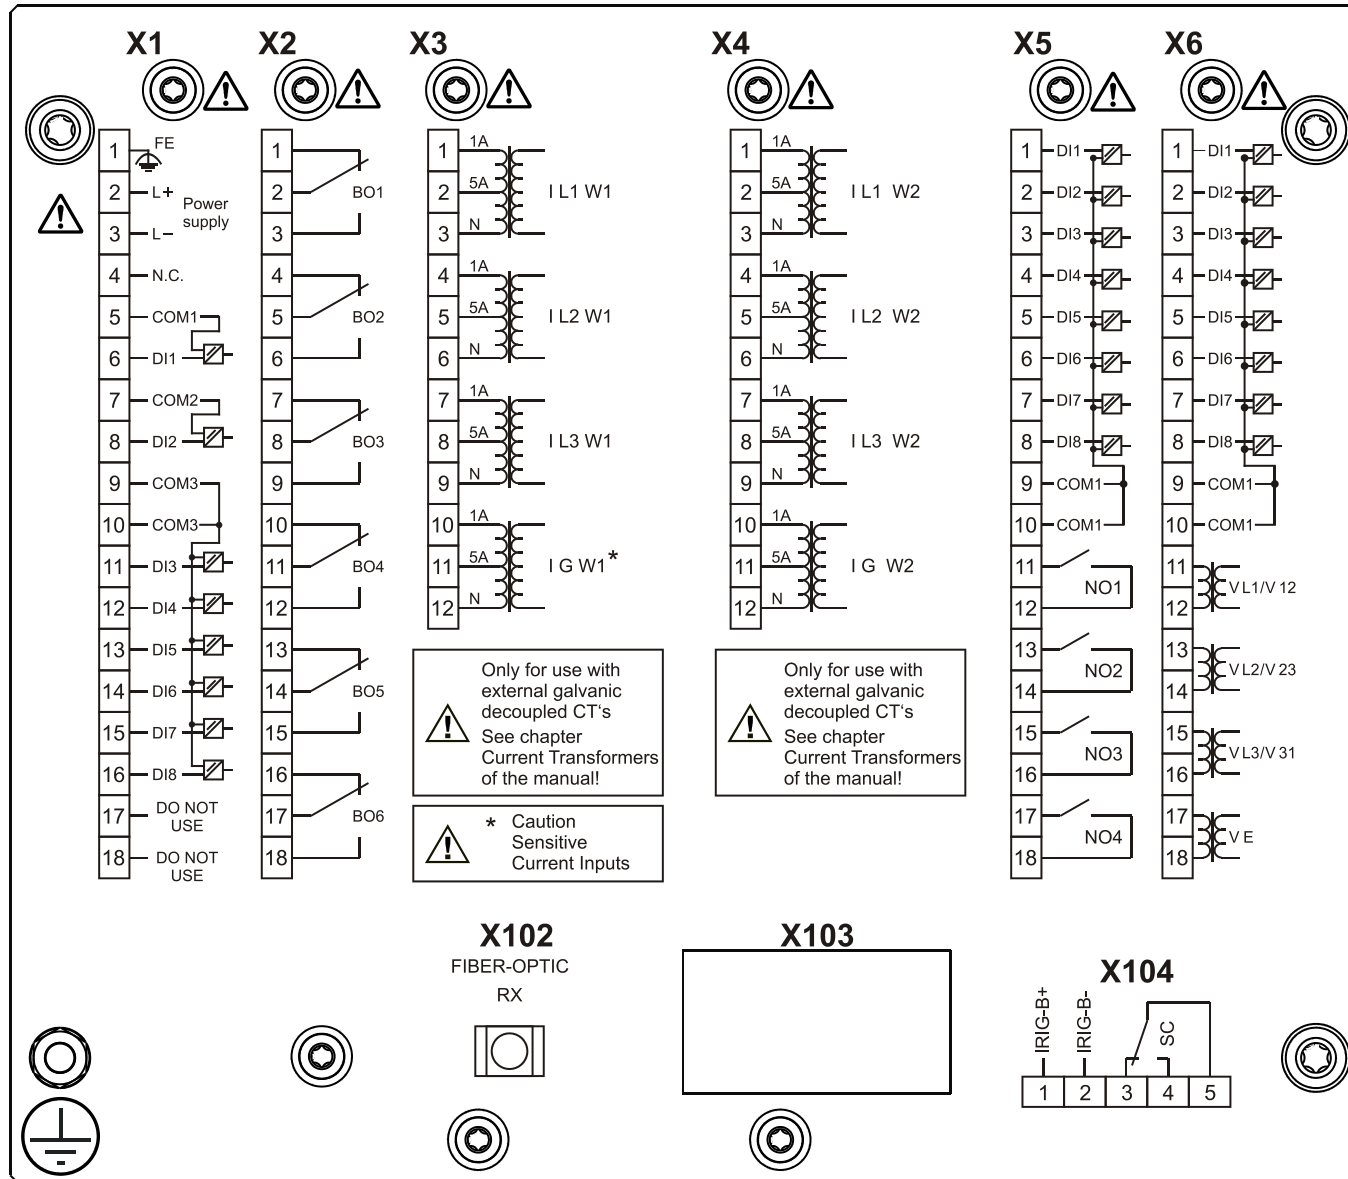 X1
X2
X3
X4
X5
X6
1 FE
2 L+
Power
supply
3 L−
4 N.C.
5 COM1
6 DI1
7 COM2
8 DI2
9 COM3
10 COM3
11 DI3
12 DI4
13 DI5
14 DI6
15 DI7
16 DI8
17 DO NOT
USE
18 DO NOT
USE
1
2 BO1
3
4
5 BO2
6
7
8 BO3
9
10
11 BO4
12
13
14 BO5
15
16
17 BO6
18
1 1A
2 5A I L1 W1
3 N
4 1A
5 5A I L2 W1
6 N
7 1A
8 5A I L3 W1
9 N
10 1A
11 5A I G W1*
12 N
Only for use with
external galvanic
decoupled CT‘s
See chapter
Current Transformers
of the manual!
* Caution
Sensitive
Current Inputs
1 1A
2 5A I L1 W2
3 N
4 1A
5 5A I L2 W2
6 N
7 1A
8 5A I L3 W2
9 N
10 1A
11 5A I G W2
12 N
Only for use with
external galvanic
decoupled CT‘s
See chapter
Current Transformers
of the manual!
1 DI1
2 DI2
3 DI3
4 DI4
5 DI5
6 DI6
7 DI7
8 DI8
9 COM1
10 COM1
11
NO1
12
13
NO2
14
15
NO3
16
17
NO4
18
1 DI1
2 DI2
3 DI3
4 DI4
5 DI5
6 DI6
7 DI7
8 DI8
9 COM1
10 COM1
11
V L1/V 12
12
13
V L2/V 23
14
15
V L3/V 31
16
17
V E
18
X102
FIBER-OPTIC
RX
X103
X104
IRIG-B+
IRIG-B-
SC
1 2 3 4 5